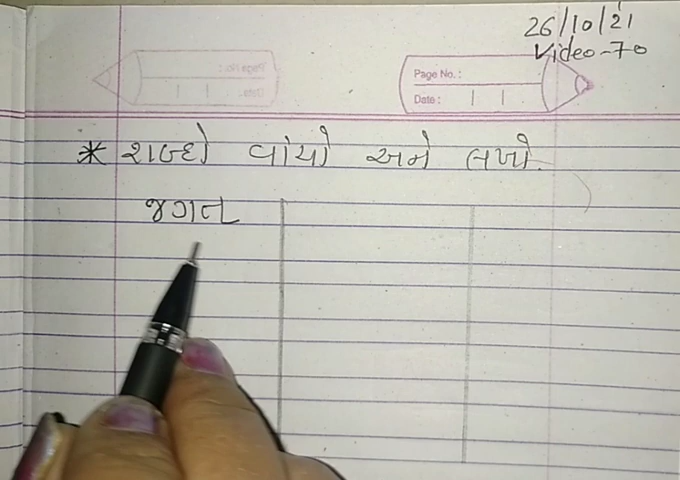 26/10/21
Video-70
Page No. :
Date :
* શબ્દો વાંચો અને લખો.
જગત